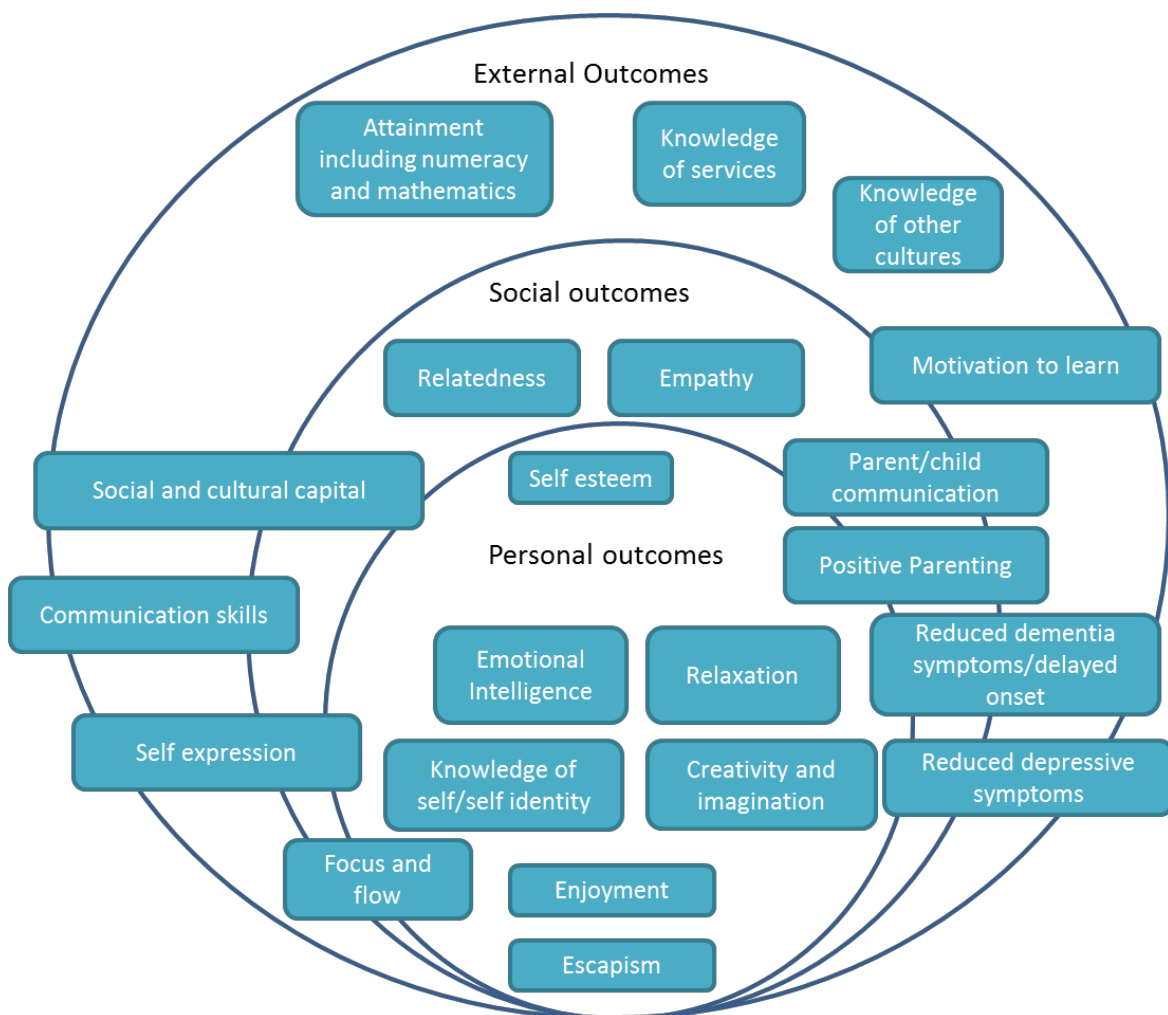 External Outcomes
Attainment
including numeracy
and mathematics
Knowledge
of services
Knowledge
of other
cultures
Social outcomes
Relatedness
Empathy
Motivation to learn
Social and cultural capital
Self esteem
Parent/child
communication
Personal outcomes
Positive Parenting
Communication skills
Emotional
Intelligence
Relaxation
Reduced dementia
symptoms/delayed
onset
Self expression
Knowledge of
self/self identity
Creativity and
imagination
Reduced depressive
symptoms
Focus and
flow
Enjoyment
Escapism